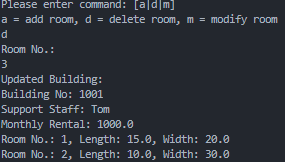 Please enter command: [a|d|m]
a = add room, d = delete room, m = modify room
d
Room No.:
3
Updated Building:
Building No: 1001
Support Staff: Tom
Monthly Rental: 1000.0
Room No.: 1, Length: 15.0, Width: 20.0
Room No.: 2, Length: 10.0, Width: 30.0